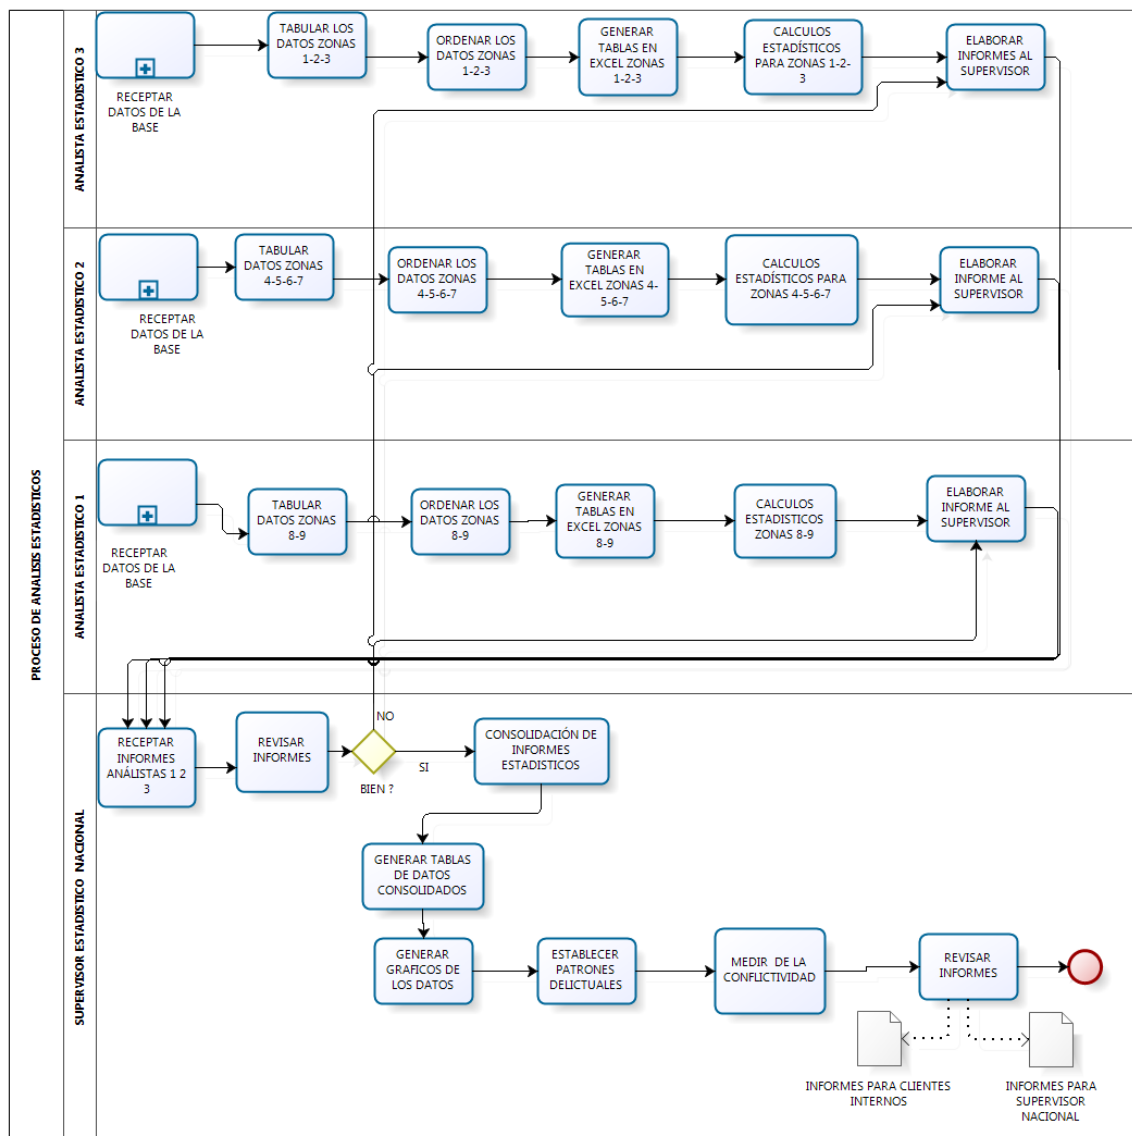 PROCESO DE ANALISIS ESTADISTICOS
ANALISTA ESTADISTICO 3
RECEPTAR
DATOS DE LA
BASE
TABULAR LOS
DATOS ZONAS
1-2-3
ORDENAR LOS
DATOS ZONAS
1-2-3
GENERAR
TABLAS EN
EXCEL ZONAS
1-2-3
CALCULOS
ESTADÍSTICOS
PARA ZONAS 1-2-
3
ELABORAR
INFORMES AL
SUPERVISOR
ANALISTA ESTADISTICO 2
RECEPTAR
DATOS DE LA
BASE
TABULAR
DATOS ZONAS
4-5-6-7
ORDENAR LOS
DATOS ZONAS
4-5-6-7
GENERAR
TABLAS EN
EXCEL ZONAS 4-
5-6-7
CALCULOS
ESTADÍSTICOS PARA
ZONAS 4-5-6-7
ELABORAR
INFORME AL
SUPERVISOR
ANALISTA ESTADISTICO 1
RECEPTAR
DATOS DE LA
BASE
TABULAR
DATOS ZONAS
8-9
ORDENAR LOS
DATOS ZONAS
8-9
GENERAR
TABLAS EN
EXCEL ZONAS
8-9
CALCULOS
ESTADISTICOS
ZONAS 8-9
ELABORAR
INFORME AL
SUPERVISOR
SUPERVISOR ESTADISTICO NACIONAL
RECEPTAR
INFORMES
ANÁLISTAS 1 2
3
REVISAR
INFORMES
BIEN ?
NO
SI
CONSOLIDACIÓN DE
INFORMES
ESTADISTICOS
GENERAR TABLAS
DE DATOS
CONSOLIDADOS
GENERAR
GRAFICOS DE
LOS DATOS
ESTABLECER
PATRONES
DELICTUALES
MEDIR DE LA
CONFLICTIVIDAD
REVISAR
INFORMES
INFORMES PARA CLIENTES
INTERNOS
INFORMES PARA
SUPERVISOR
NACIONAL